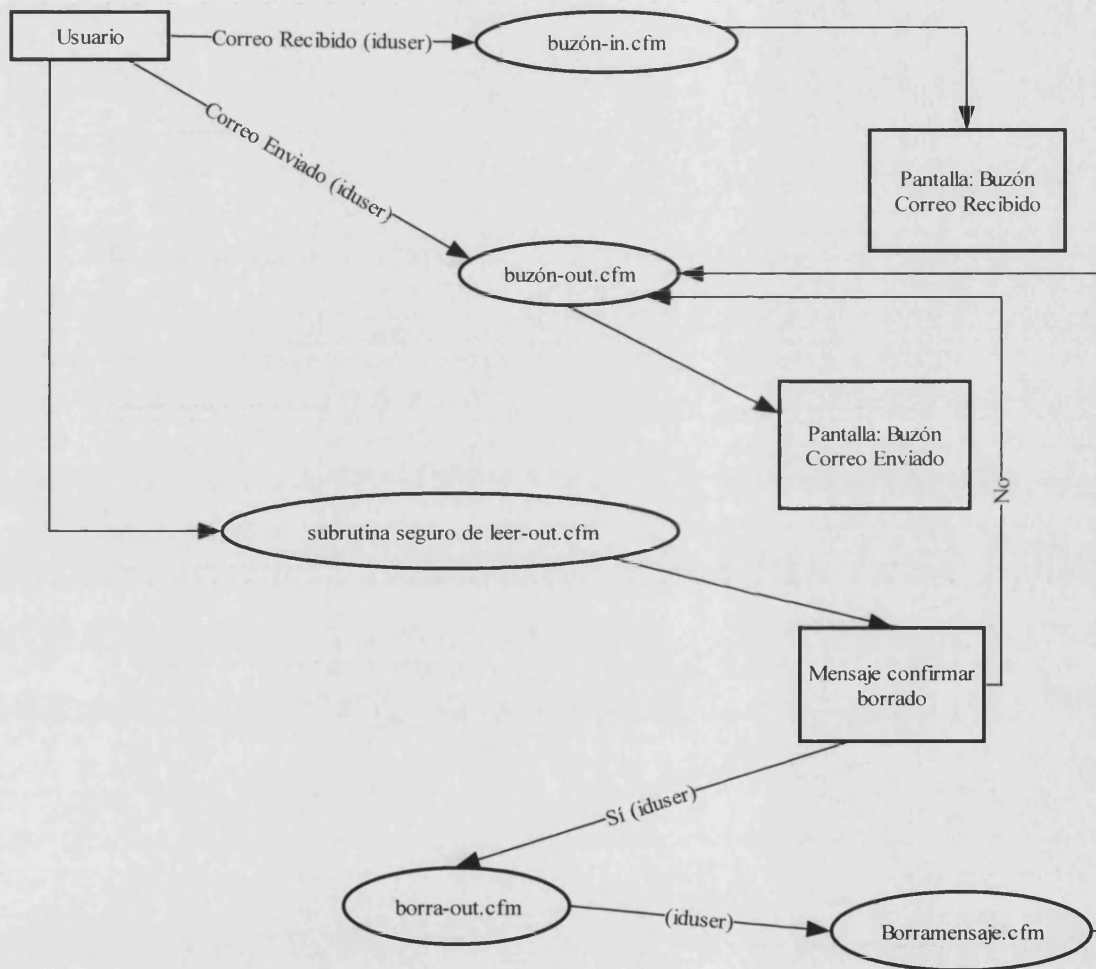 Usuario
Correo Recibido (iduser)
buzón-in.cfm
Correo Enviado (iduser)
Pantalla: Buzón
Correo Recibido
buzón-out.cfm
Pantalla: Buzón
Correo Enviado
No
subrutina seguro de leer-out.cfm
Mensaje confirmar
borrado
Sí (iduser)
borra-out.cfm
(iduser)
Borramensaje.cfm